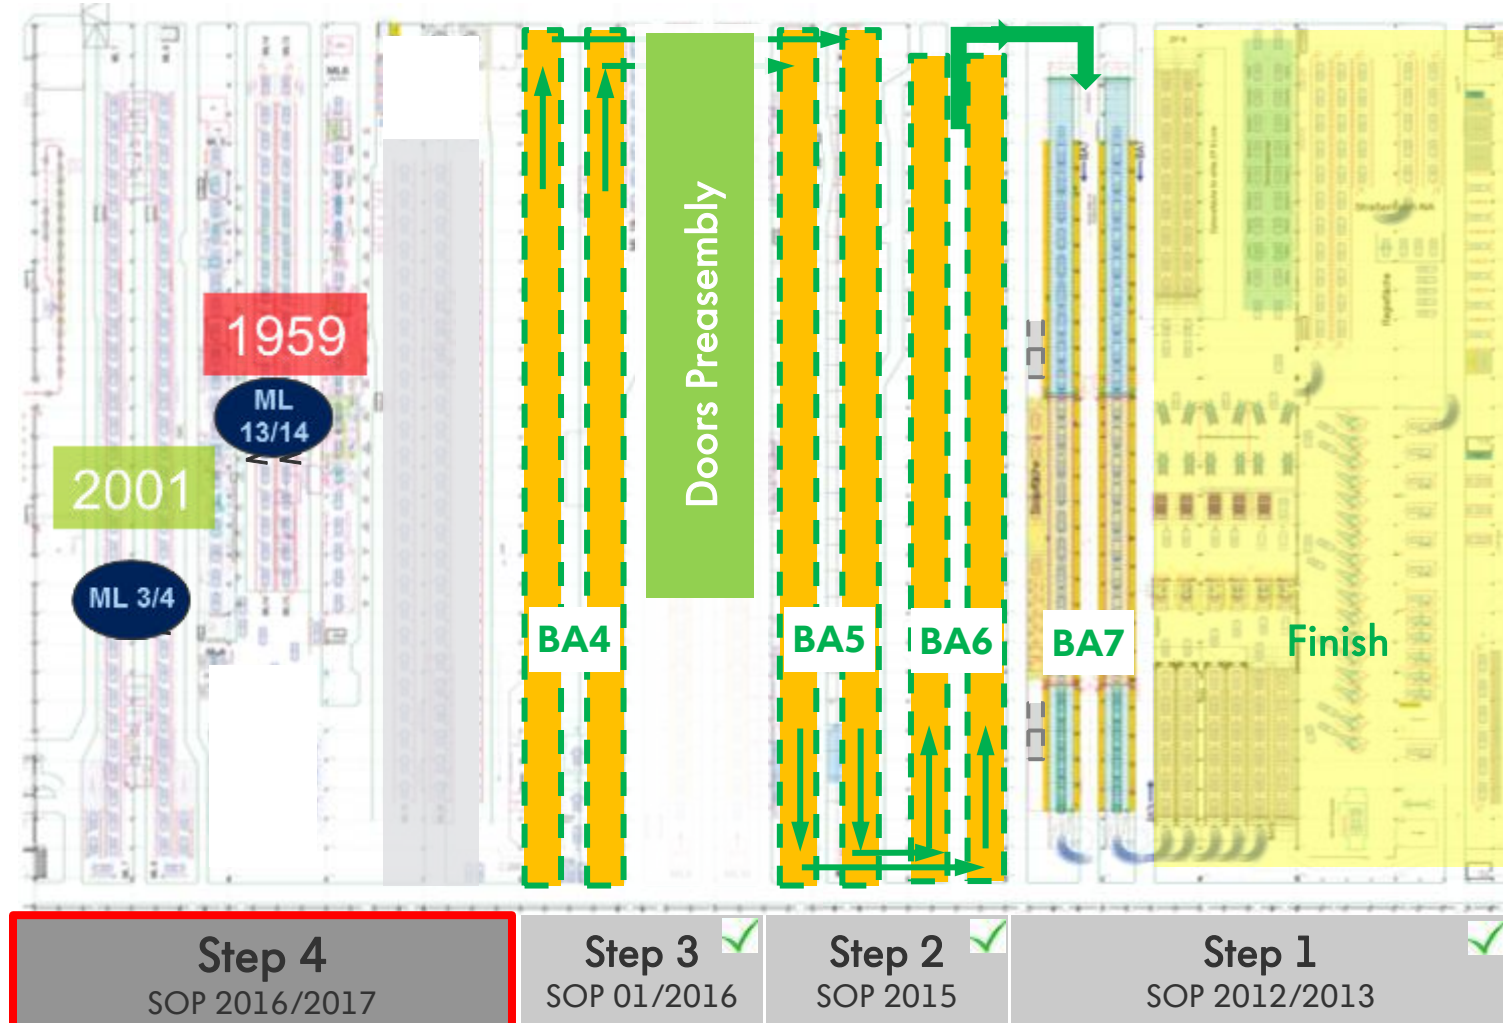 1959
ML
13/14
2001
ML 3/4
Doors Preasembly
BA4
BA5
BA6
BA7
Finish
Step 4
SOP 2016/2017
Step 3
SOP 01/2016
Step 2
SOP 2015
Step 1
SOP 2012/2013